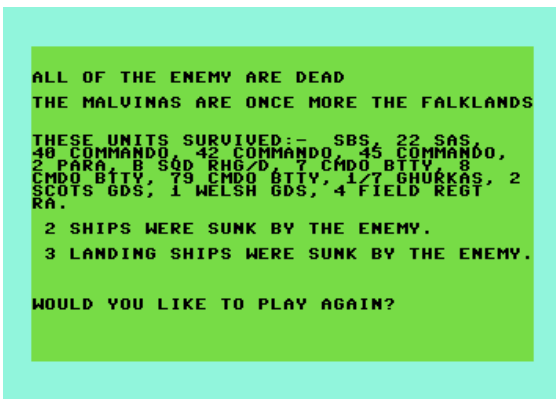 ALL OF THE ENEMY ARE DEAD
THE MALVINAS ARE ONCE MORE THE FALKLANDS
THESE UNITS SURVIVED:- SBS, 22 SAS,
40 COMMANDO, 42 COMMANDO, 45 COMMANDO,
2 PARA, B SQD RHG/D, 7 CMDO BTTY, 8
CMDO BTTY, 79 CMDO BTTY, 1/7 GHURKAS, 2
SCOTS GDS, 1 WELSH GDS, 4 FIELD REGT
RA.
2 SHIPS WERE SUNK BY THE ENEMY.
3 LANDING SHIPS WERE SUNK BY THE ENEMY.
WOULD YOU LIKE TO PLAY AGAIN?